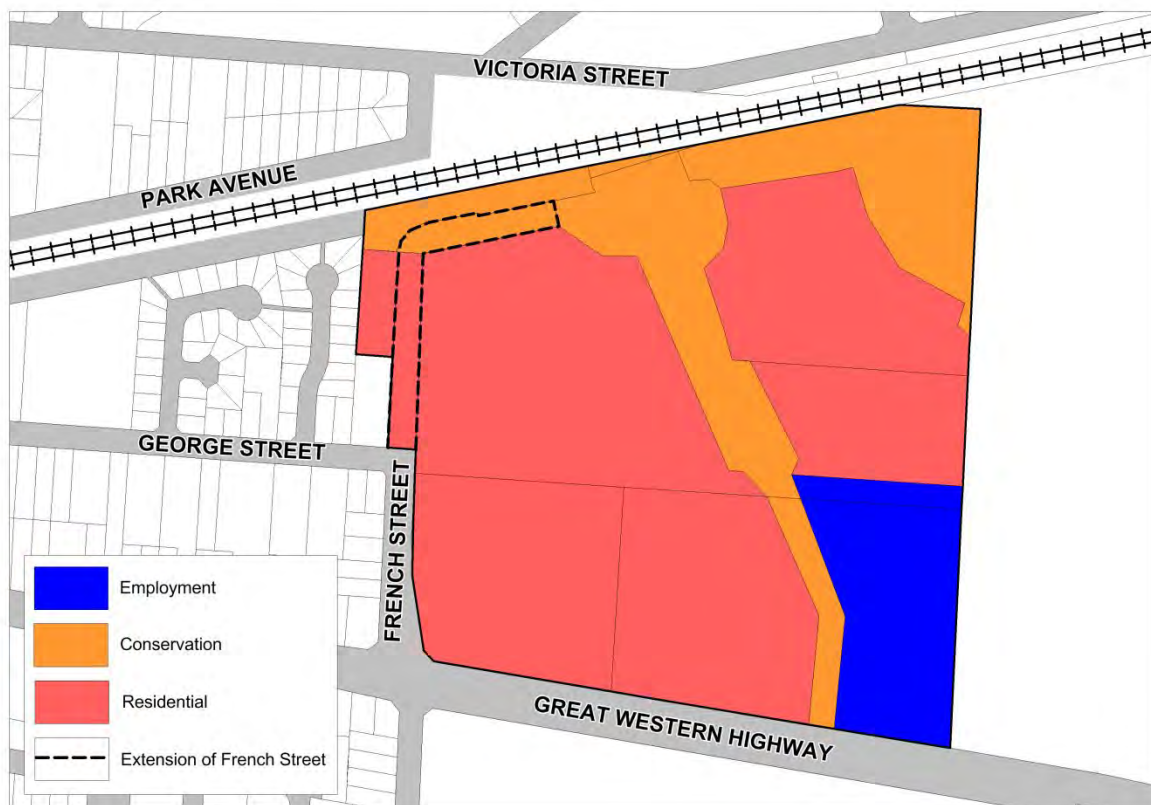 VICTORIA STREET
PARK AVENUE
GEORGE STREET
FRENCH STREET
GREAT WESTERN HIGHWAY
Employment
Conservation
Residential
Extension of French Street